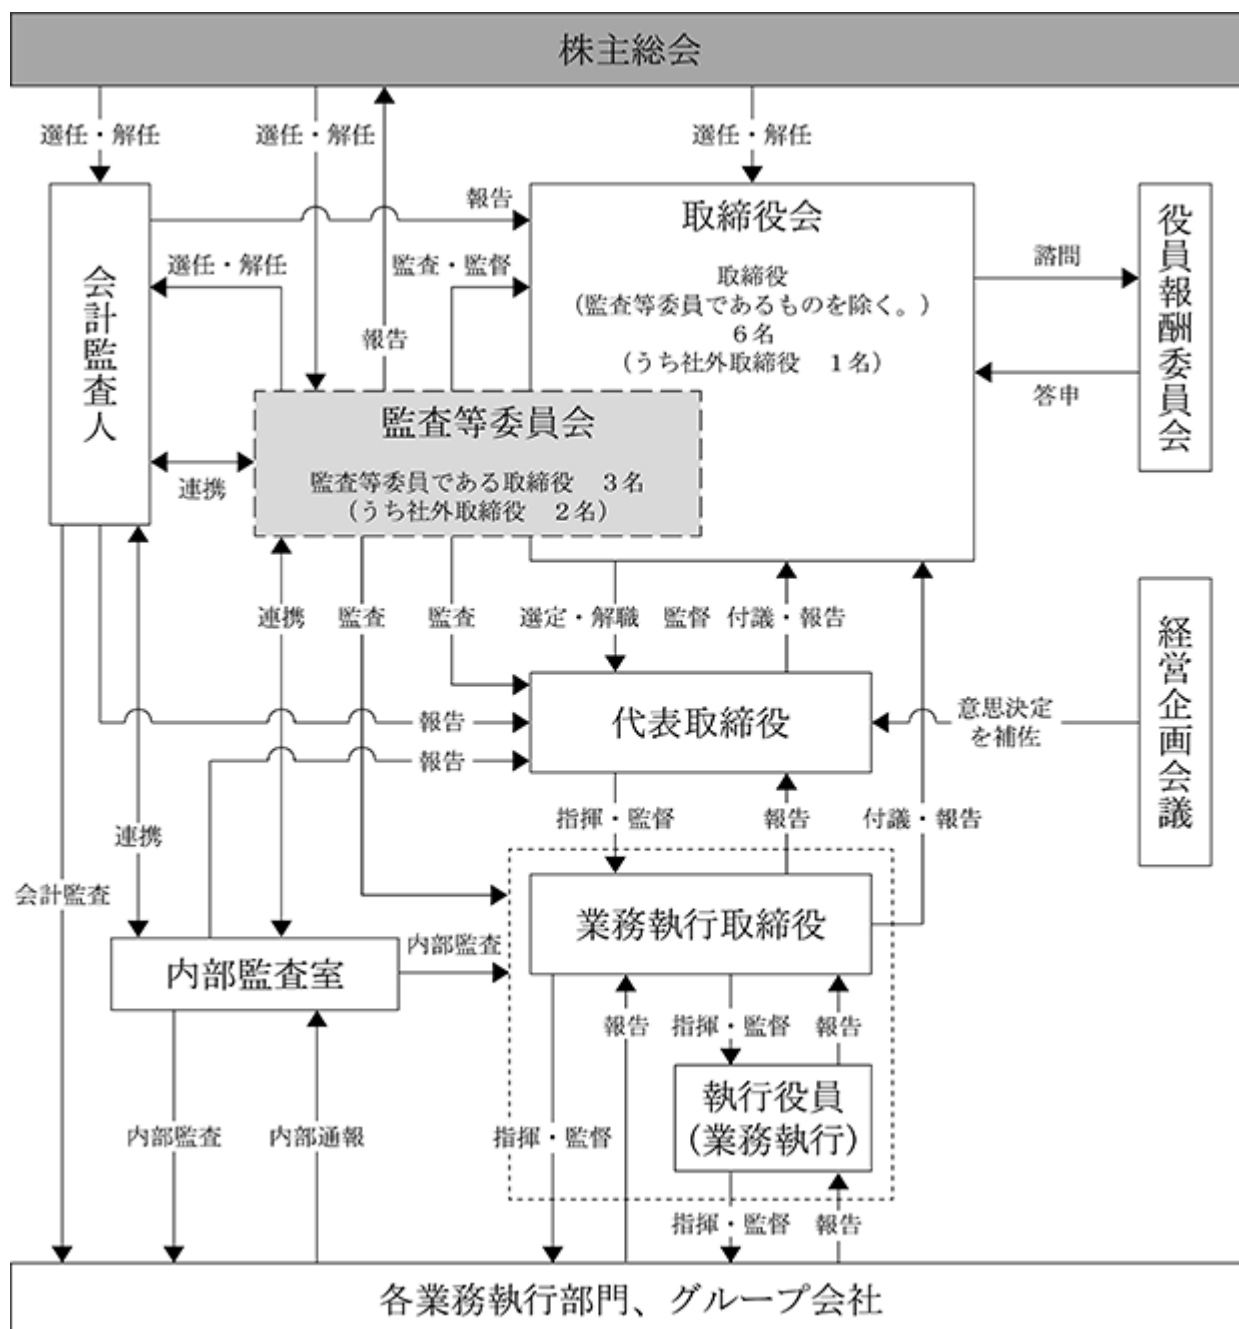 株主総会
選任・解任
選任・解任
選任・解任
報告
会計監査人
報告
選任・解任
監査・監督
取締役会
取締役
（監査等委員であるものを除く。）
6名
（うち社外取締役　1名）
諮問
答申
役員報酬委員会
監査等委員会
監査等委員である取締役　3名
（うち社外取締役　2名）
連携
連携
監査
監査
選定・解職
監督
付議・報告
代表取締役
報告
報告
意思決定
を補佐
経営企画会議
指揮・監督
報告
付議・報告
連携
会計監査
業務執行取締役
内部監査室
内部監査
報告
指揮・監督
報告
執行役員
（業務執行）
内部監査
内部通報
指揮・監督
指揮・監督
報告
各業務執行部門、グループ会社